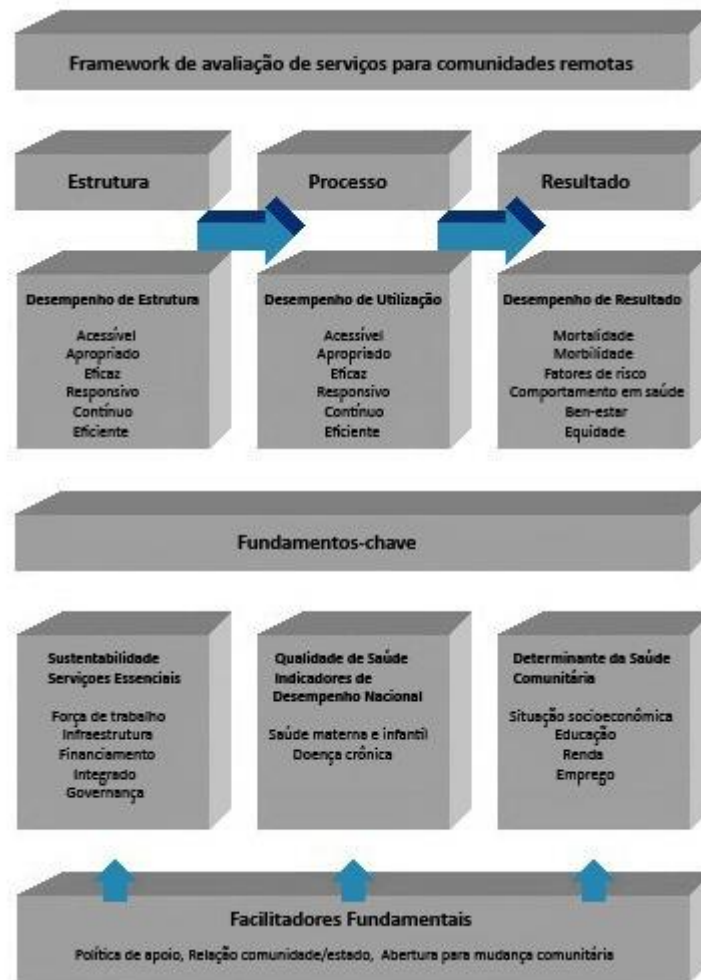 Framework de avaliação de serviços para comunidades remotas
Estrutura
Processo
Resultado
Desempenho de Estrutura
Acessível
Apropriado
Eficaz
Responsivo
Contínuo
Eficiente
Desempenho de Utilização
Acessível
Apropriado
Eficaz
Responsivo
Contínuo
Eficiente
Desempenho de Resultado
Mortalidade
Morbilidade
Fatores de risco
Comportamento em saúde
Ben-estar
Equidade
Fundamentos-chave
Sustentabilidade
Serviçoes Essenciais
Força de trabalho
Infraestrutura
Financiamento
Integrado
Governança
Qualidade de Saúde
Indicadores de
Desempenho Nacional
Saúde materna e infantil
Doença crônica
Determinante da Saúde
Comunitária
Situação socioeconômica
Educação
Renda
Emprego
Facilitadores Fundamentais
Política de apoio, Relação comunidade/estado, Abertura para mudança comunitária